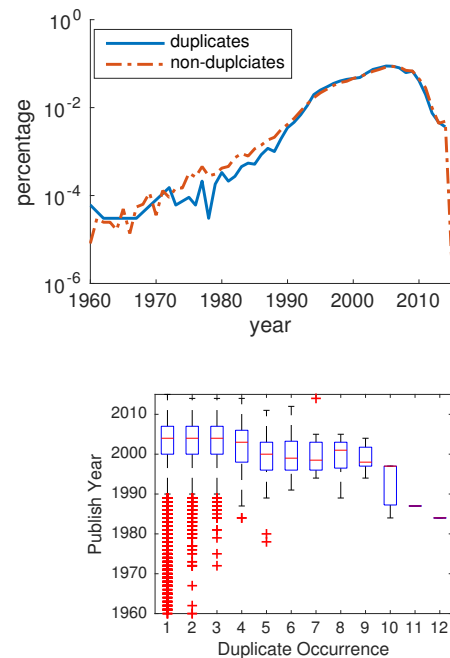 10^0
duplicates
non-duplciates
10^-2
percentage
10^-4
10^-6
1960 1970 1980 1990 2000 2010
year
2010
2000
1990
1980
1970
1960
Publish Year
1 2 3 4 5 6 7 8 9 10 11 12
Duplicate Occurrence